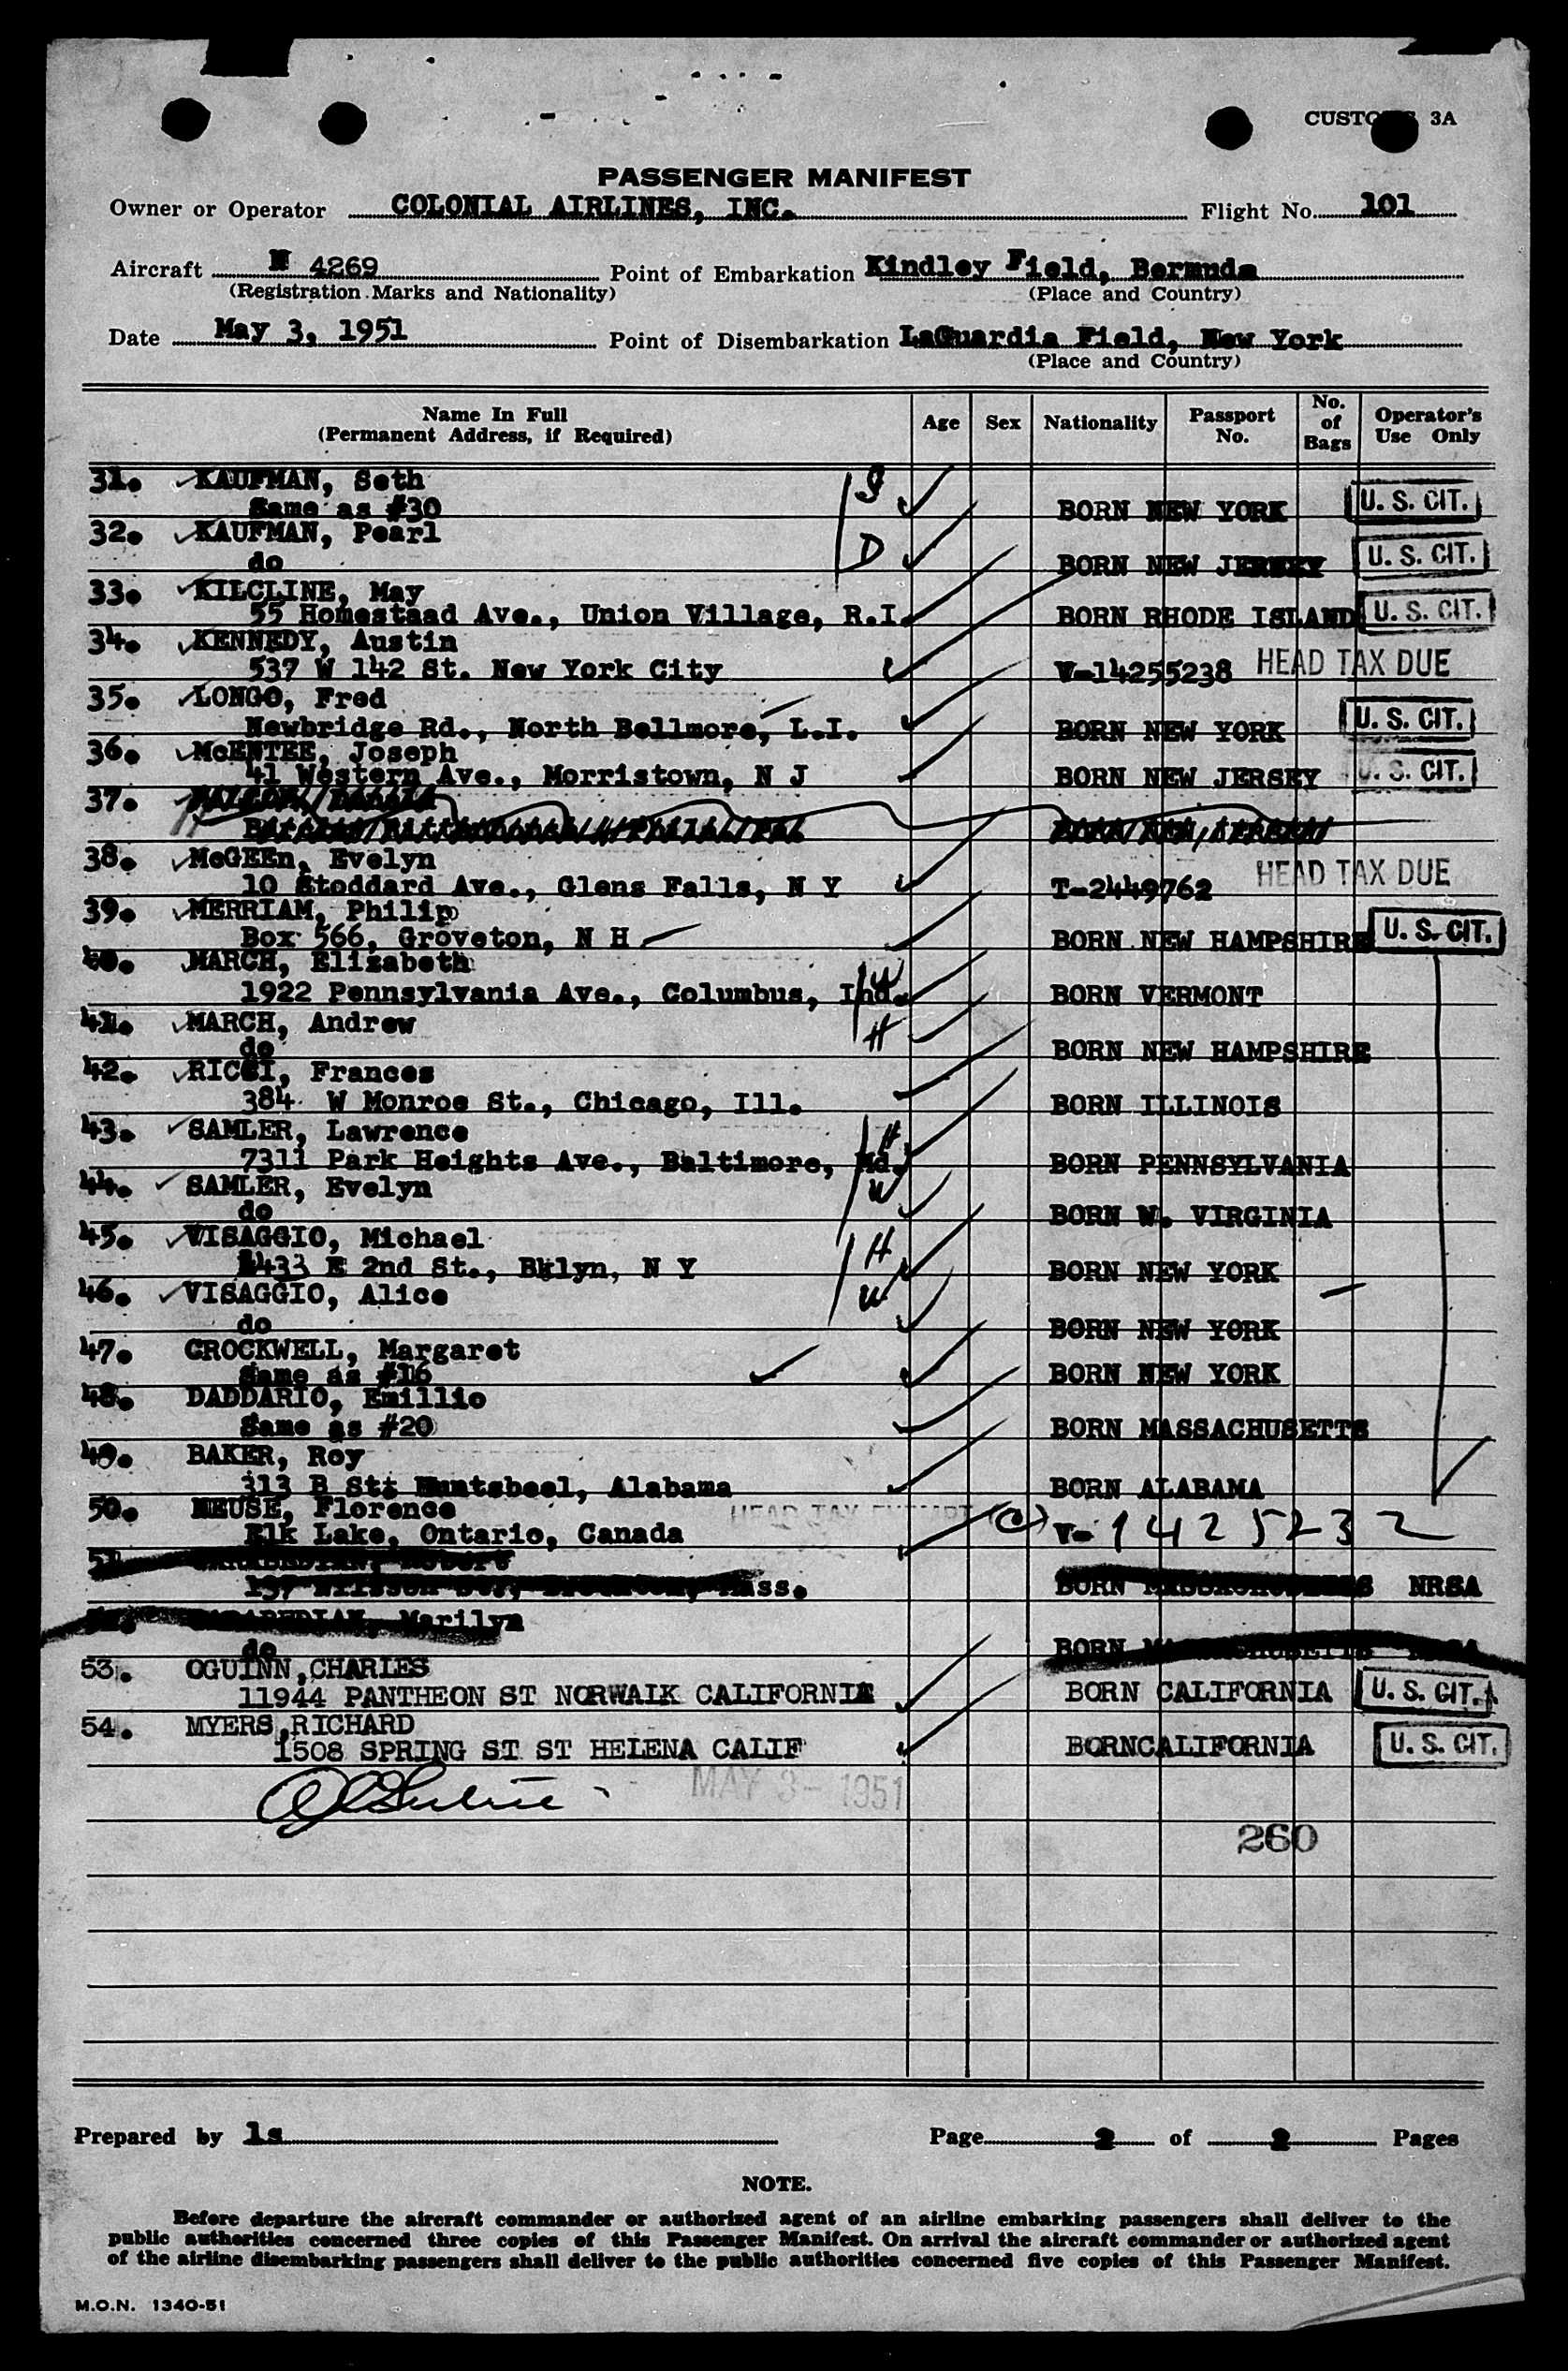 CUSTOMS 3A
PASSENGER MANIFEST
Owner or Operator COLONIAL AIRLINES, INC. Flight No. 101
Aircraft N 4269 Point of Embarkation Kindley Field, Bermuda
(Registration Marks and Nationality) (Place and Country)
Date May 3, 1951 Point of Disembarkation LaGuardia Field, New York
(Place and Country)
Name In Full Age Sex Nationality Passport No. No. of Bags Operator's Use Only
(Permanent Address, if Required)
31. KAUFMAN, Seth S
Same as #30 BORN NEW YORK U. S. CIT.
32. KAUFMAN, Pearl D
do BORN NEW JERSEY U. S. CIT.
33. KILCLINE, May
55 Homestaad Ave., Union Village, R.I. BORN RHODE ISLAND U. S. CIT.
34. KENNEDY, Austin
537 W 142 St. New York City V-14255238 HEAD TAX DUE
35. LONGO, Fred
Newbridge Rd., North Bellmore, L.I. BORN NEW YORK U. S. CIT.
36. McENTEE, Joseph
41 Western Ave., Morristown, N J BORN NEW JERSEY U. S. CIT.
37.
38. McGEEn, Evelyn
10 Stoddard Ave., Glens Falls, N Y T-2449762 HEAD TAX DUE
39. MERRIAM, Philip
Box 566, Groveton, N H BORN NEW HAMPSHIRE U. S. CIT.
40. MARCH, Elizabeth W
1922 Pennsylvania Ave., Columbus, Ind. BORN VERMONT
41. MARCH, Andrew H
do BORN NEW HAMPSHIRE
42. RICCI, Frances
384 W Monroe St., Chicago, Ill. BORN ILLINOIS
43. SAMLER, Lawrence H
7311 Park Heights Ave., Baltimore, Md. BORN PENNSYLVANIA
44. SAMLER, Evelyn W
do BORN W. VIRGINIA
45. VISAGGIO, Michael H
2433 E 2nd St., Bklyn, N Y BORN NEW YORK
46. VISAGGIO, Alice W
do BORN NEW YORK
47. CROCKWELL, Margaret
Same as #16 BORN NEW YORK
48. DADDARIO, Emillio
Same as #20 BORN MASSACHUSETTS
49. BAKER, Roy
313 B St Huntsbeel, Alabama BORN ALABAMA
50. MEUSE, Florence HEAD TAX EXEMPT
Elk Lake, Ontario, Canada (C) V-1425232
51.
Mass. BORN MASSACHUSETTS NRSA
Marilyn
do BORN MASSACHUSETTS
53. OGUINN,CHARLES
11944 PANTHEON ST NORWAIK CALIFORNIA BORN CALIFORNIA U. S. CIT.
54. MYERS,RICHARD
1508 SPRING ST ST HELENA CALIF BORNCALIFORNIA U. S. CIT.
MAY 3- 1951
260
Prepared by ls Page 2 of 2 Pages
NOTE.
Before departure the aircraft commander or authorized agent of an airline embarking passengers shall deliver to the
public authorities concerned three copies of this Passenger Manifest. On arrival the aircraft commander or authorized agent
of the airline disembarking passengers shall deliver to the public authorities concerned five copies of this Passenger Manifest.
M.O.N. 1340-51